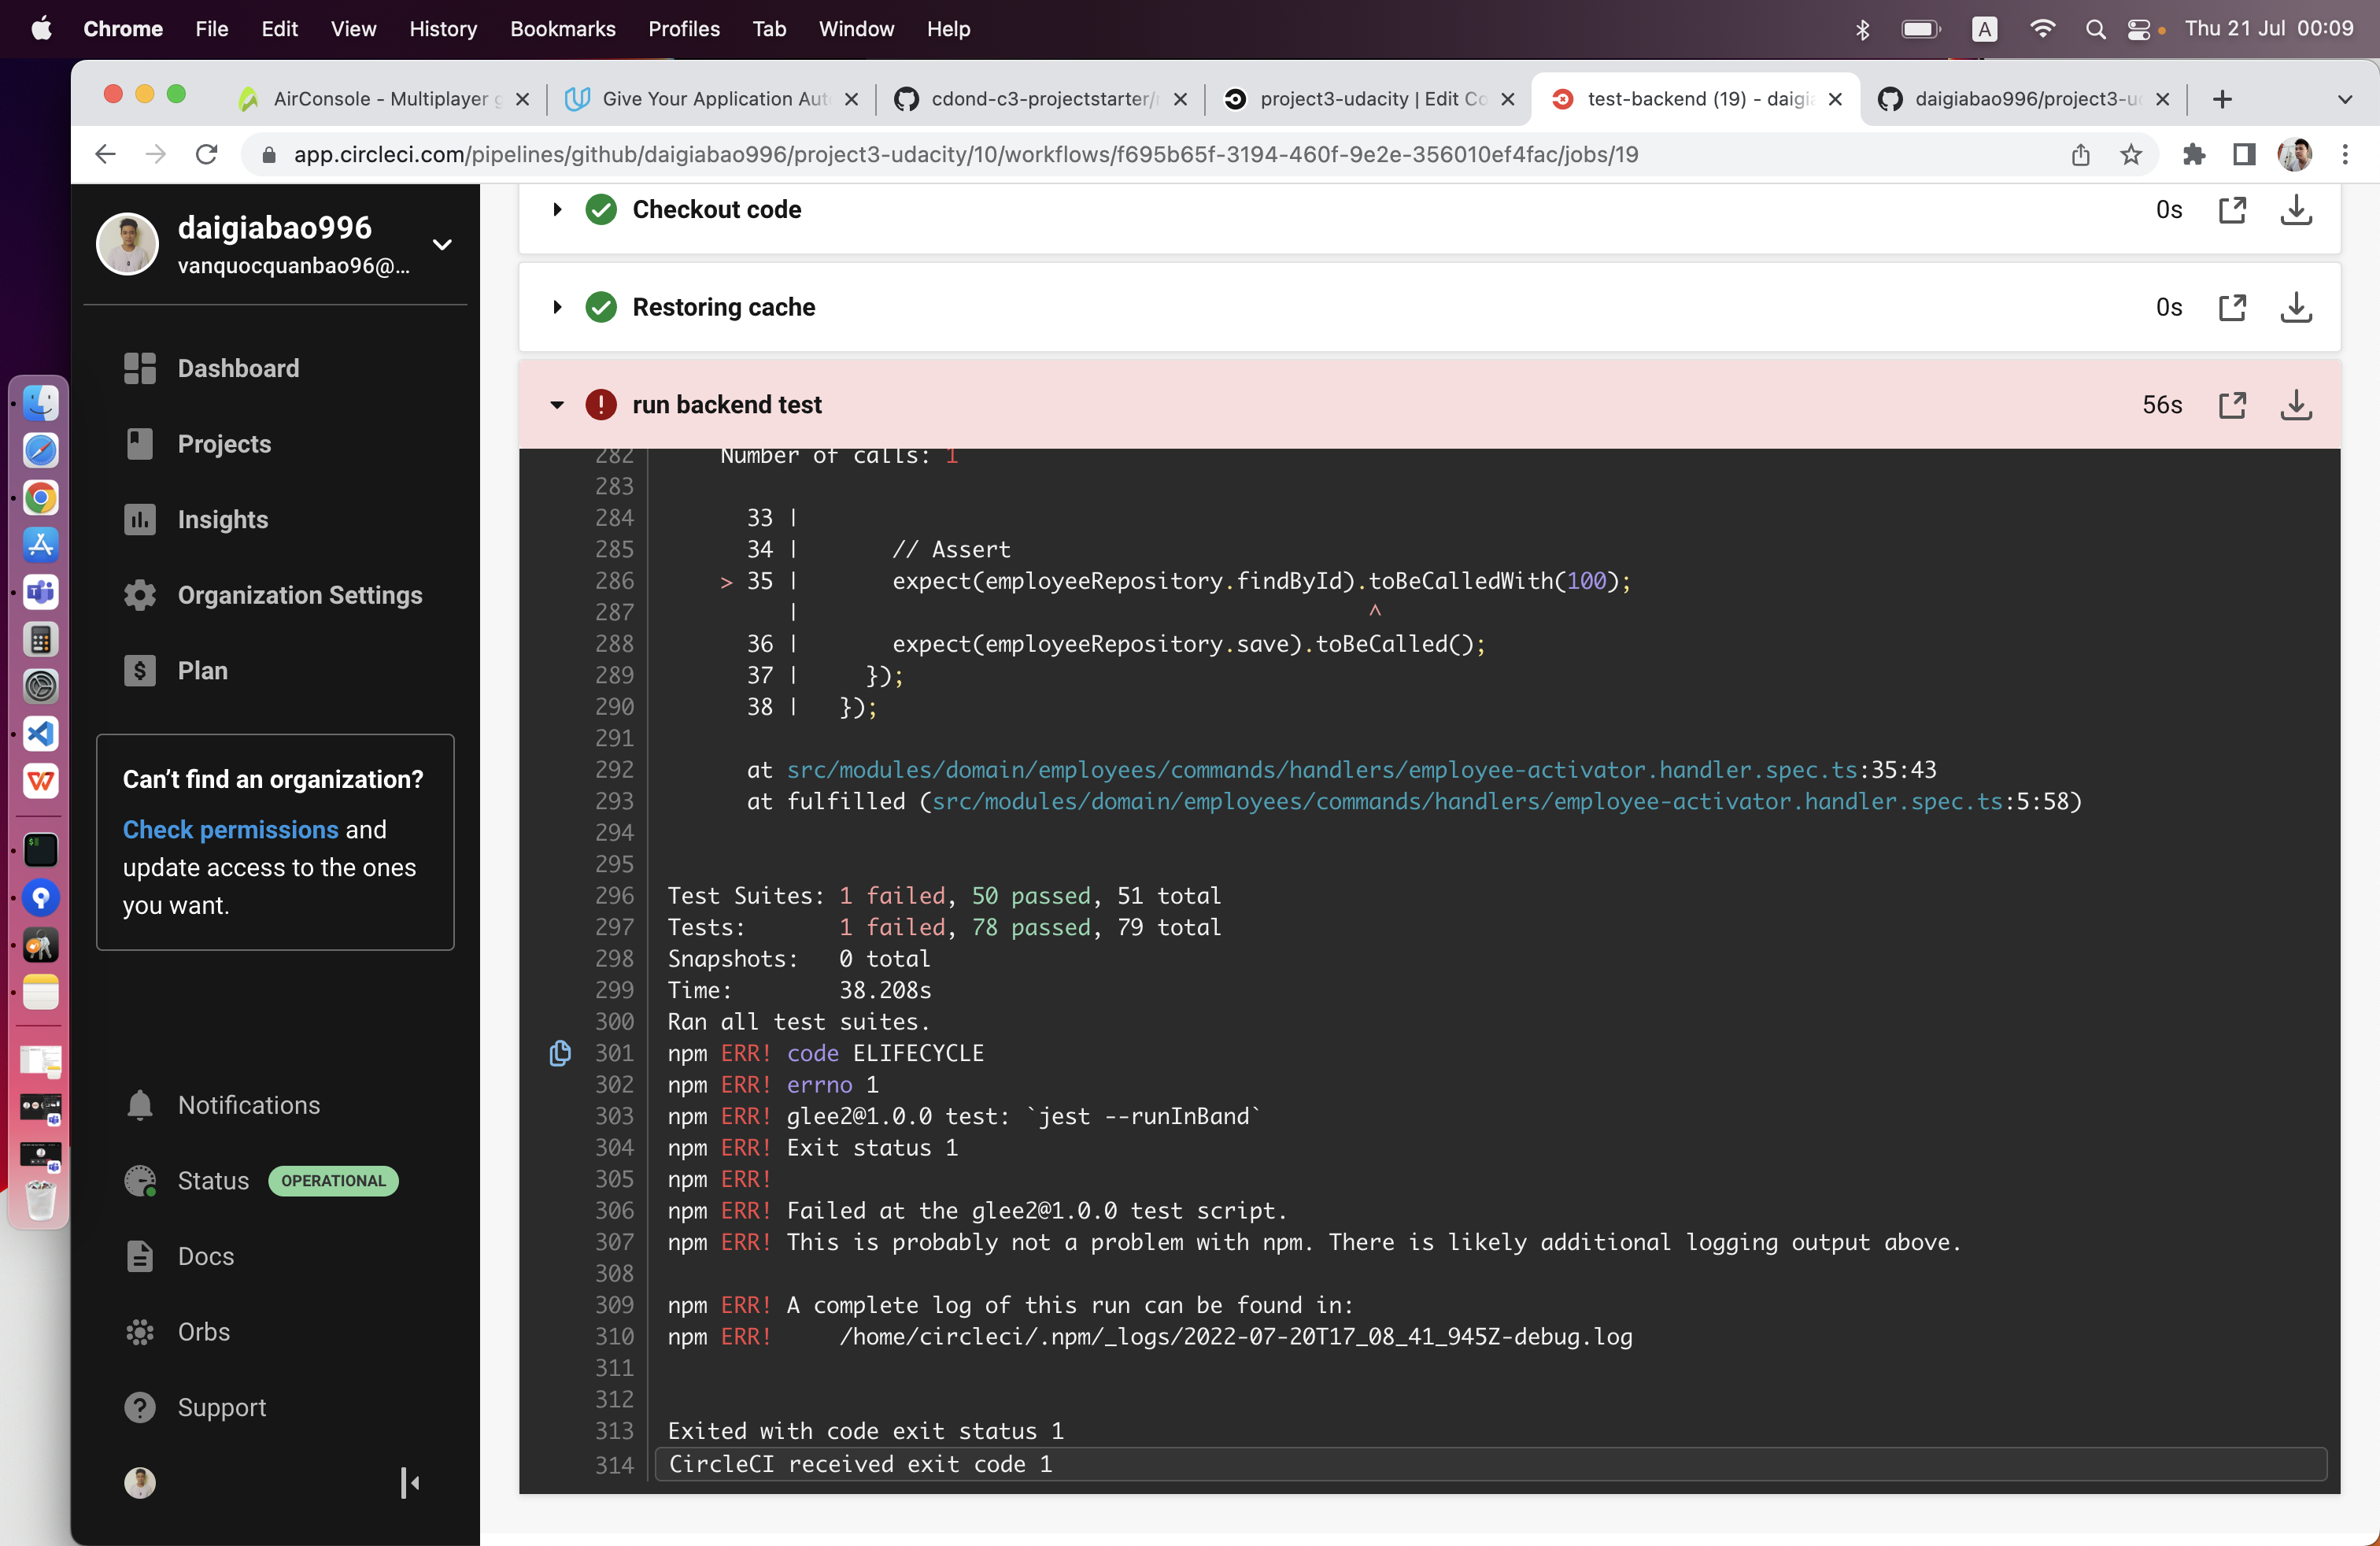 Chrome File Edit View History Bookmarks Profiles Tab Window Help A Thu 21 Jul 00:09
AirConsole - Multiplayer g
Give Your Application Aut
cdond-c3-projectstarter/
project3-udacity | Edit Co
test-backend (19) - daigia
daigiabao996/project3-ud
app.circleci.com/pipelines/github/daigiabao996/project3-udacity/10/workflows/f695b65f-3194-460f-9e2e-356010ef4fac/jobs/19
daigiabao996
vanquocquanbao96@...
Dashboard
Projects
Insights
Organization Settings
Plan
Can’t find an organization?
Check permissions and
update access to the ones
you want.
Notifications
Status OPERATIONAL
Docs
Orbs
Support
Checkout code 0s
Restoring cache 0s
run backend test 56s
282 Number of calls: 1
283
284 33 |
285 34 | // Assert
286 > 35 | expect(employeeRepository.findById).toBeCalledWith(100);
287 | ^
288 36 | expect(employeeRepository.save).toBeCalled();
289 37 | });
290 38 | });
291
292 at src/modules/domain/employees/commands/handlers/employee-activator.handler.spec.ts:35:43
293 at fulfilled (src/modules/domain/employees/commands/handlers/employee-activator.handler.spec.ts:5:58)
294
295
296 Test Suites: 1 failed, 50 passed, 51 total
297 Tests: 1 failed, 78 passed, 79 total
298 Snapshots: 0 total
299 Time: 38.208s
300 Ran all test suites.
301 npm ERR! code ELIFECYCLE
302 npm ERR! errno 1
303 npm ERR! glee2@1.0.0 test: `jest --runInBand`
304 npm ERR! Exit status 1
305 npm ERR!
306 npm ERR! Failed at the glee2@1.0.0 test script.
307 npm ERR! This is probably not a problem with npm. There is likely additional logging output above.
308
309 npm ERR! A complete log of this run can be found in:
310 npm ERR! /home/circleci/.npm/_logs/2022-07-20T17_08_41_945Z-debug.log
311
312
313 Exited with code exit status 1
314 CircleCI received exit code 1